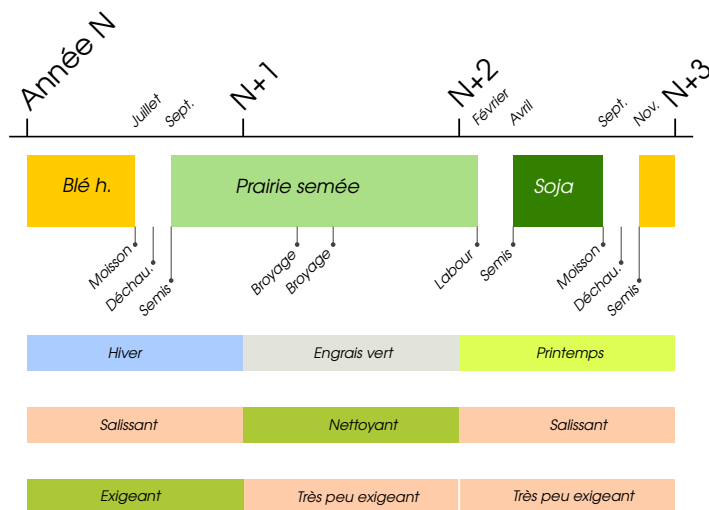 Année N
Juillet
Sept.
N+1
N+2
Février
Avril
Sept.
Nov.
N+3
Blé h.
Prairie semée
Soja
Moisson
Déchau.
Semis
Broyage
Broyage
Labour
Semis
Moisson
Déchau.
Semis
Hiver
Engrais vert
Printemps
Salissant
Nettoyant
Salissant
Exigeant
Très peu exigeant
Très peu exigeant